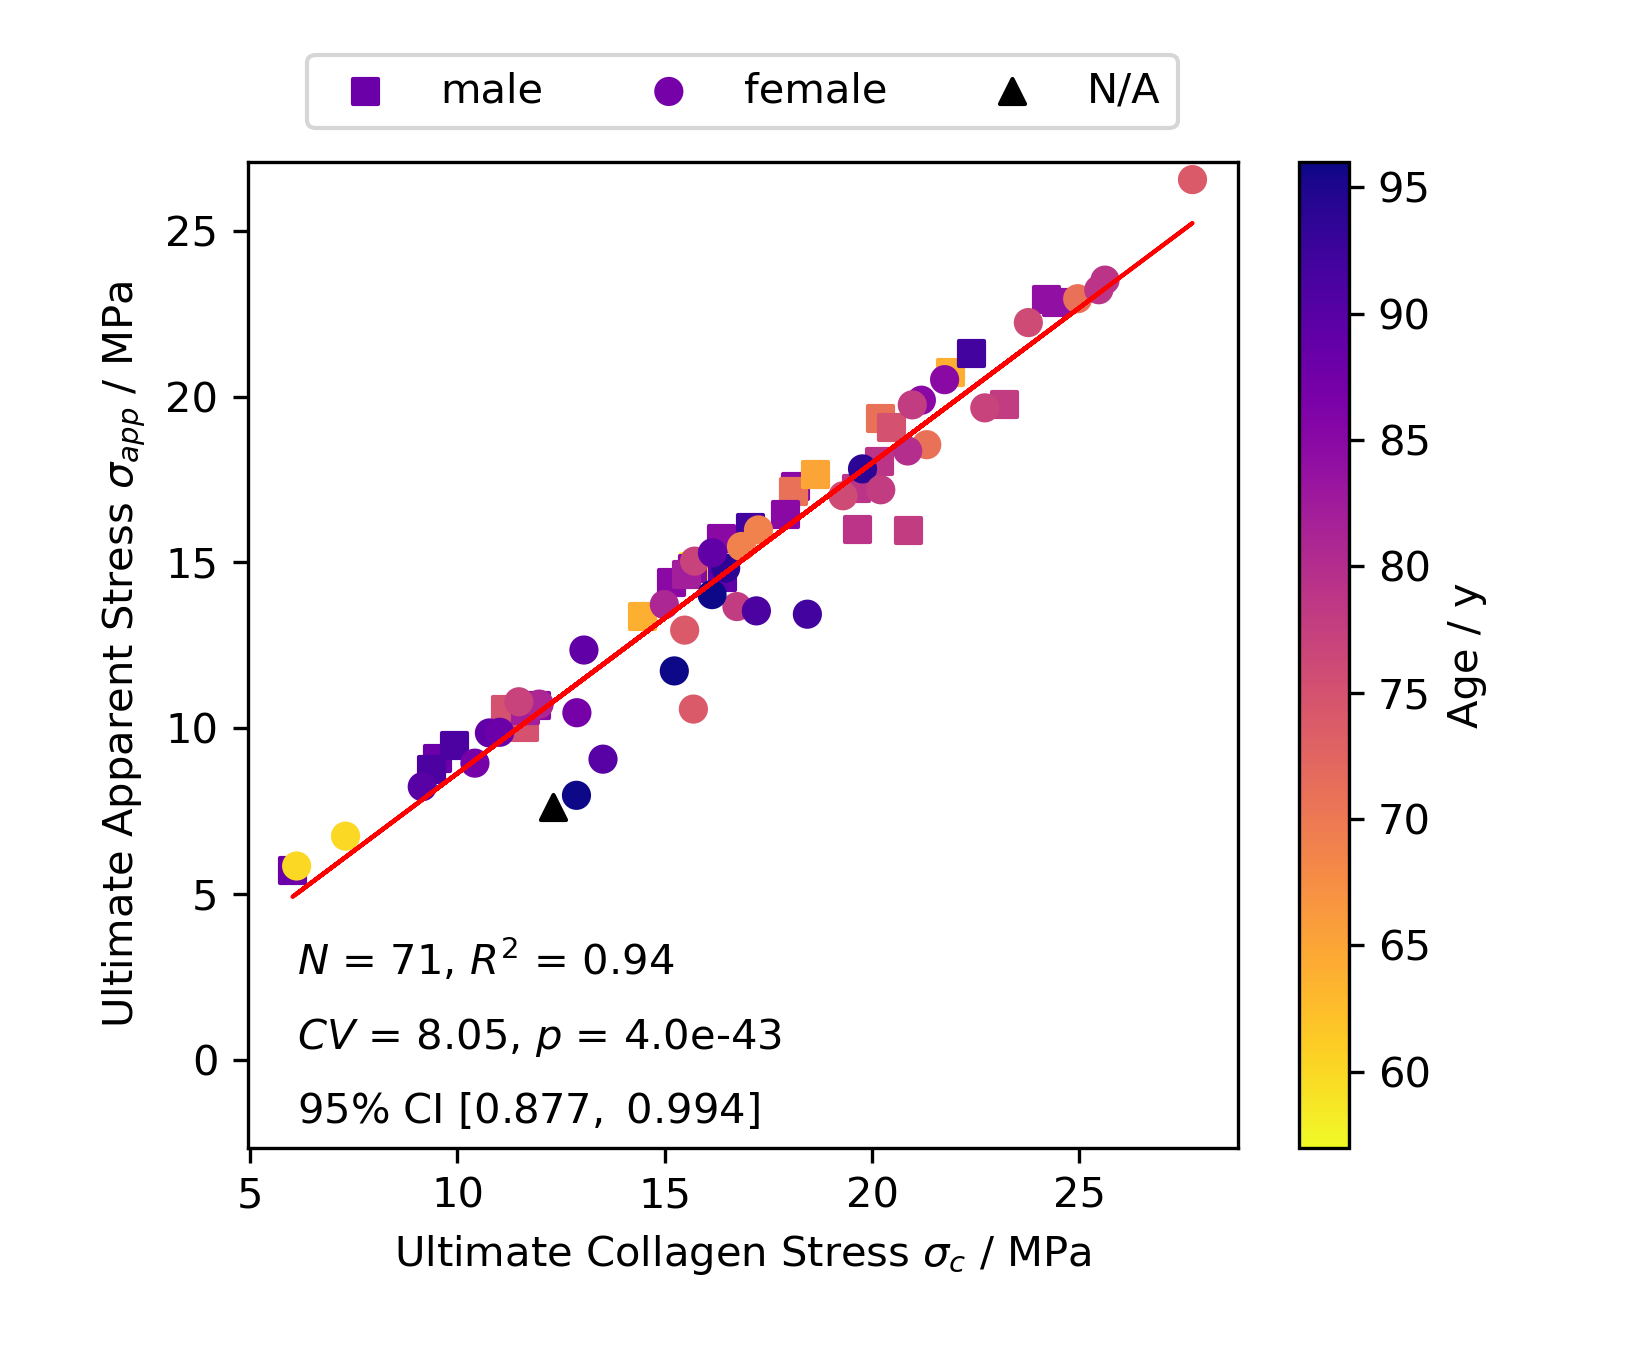 male female N/A
Ultimate Apparent Stress σapp / MPa
25
20
15
10
5
0
N = 71, R² = 0.94
CV = 8.05, p = 4.0e-43
95% CI [0.877, 0.994]
5 10 15 20 25
Ultimate Collagen Stress σc / MPa
95
90
85
80
75
70
65
60
Age / y